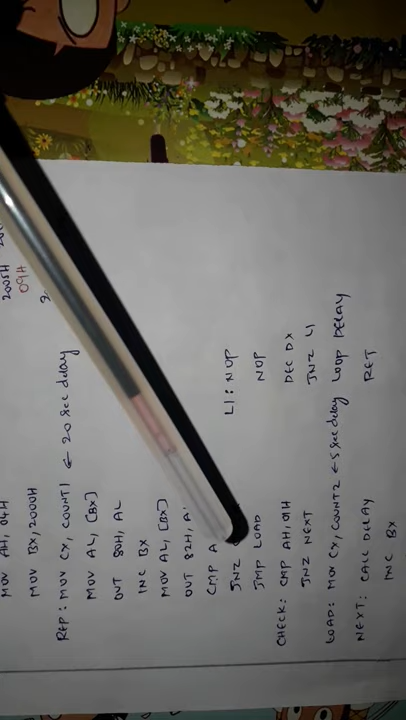 2005H
09H
MOV AH, 04H
MOV BX, 2000H
REP: MOV CX, COUNT1 ← 20 sec delay
MOV AL, [BX]
OUT 80H, AL
INC BX
MOV AL, [BX]
OUT 82H, A
CMP A
JNZ
JMP LOAD
CHECK: CMP AH, 01H
JNZ NEXT
LOAD: MOV CX, COUNT2 ← 5 sec delay
NEXT: CALL DELAY
INC BX
L1: NOP
NOP
DEC DX
JNZ L1
LOOP DELAY
RET